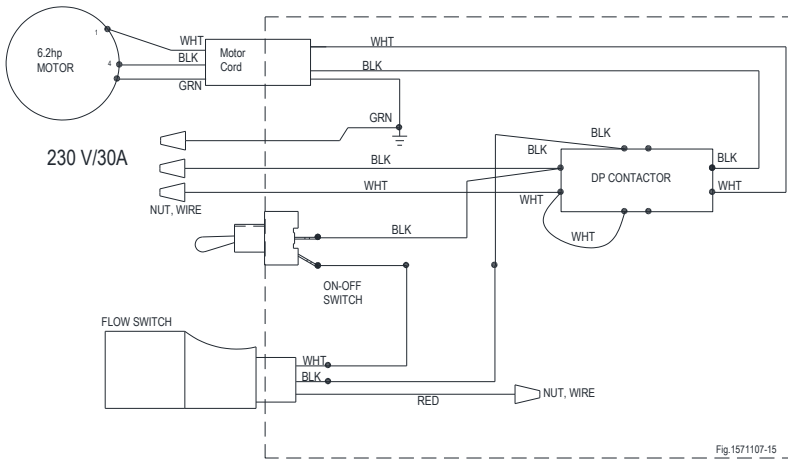 6.2hp
MOTOR
1
4
WHT
BLK
GRN
Motor
Cord
WHT
BLK
GRN
230 V/30A
BLK
WHT
NUT, WIRE
BLK
BLK
WHT
DP CONTACTOR
BLK
WHT
WHT
BLK
ON-OFF
SWITCH
FLOW SWITCH
WHT
BLK
RED
NUT, WIRE
Fig.1571107-15